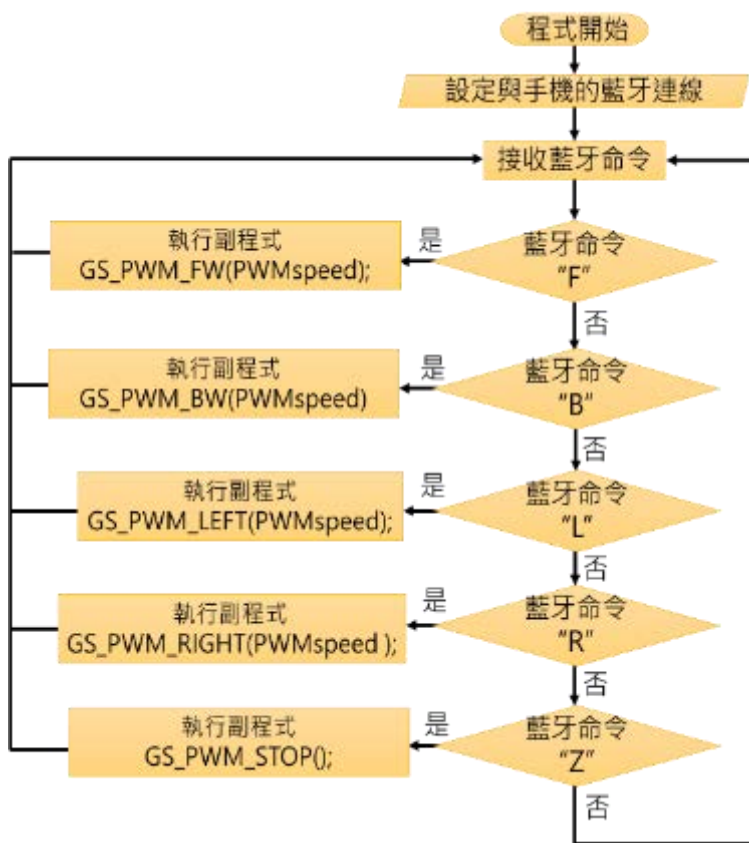 程式開始
設定與手機的藍牙連線
接收藍牙命令
執行副程式
GS_PWM_FW(PWMspeed);
是
藍牙命令
"F"
否
執行副程式
GS_PWM_BW(PWMspeed)
是
藍牙命令
"B"
否
執行副程式
GS_PWM_LEFT(PWMspeed);
是
藍牙命令
"L"
否
執行副程式
GS_PWM_RIGHT(PWMspeed );
是
藍牙命令
"R"
否
執行副程式
GS_PWM_STOP();
是
藍牙命令
"Z"
否